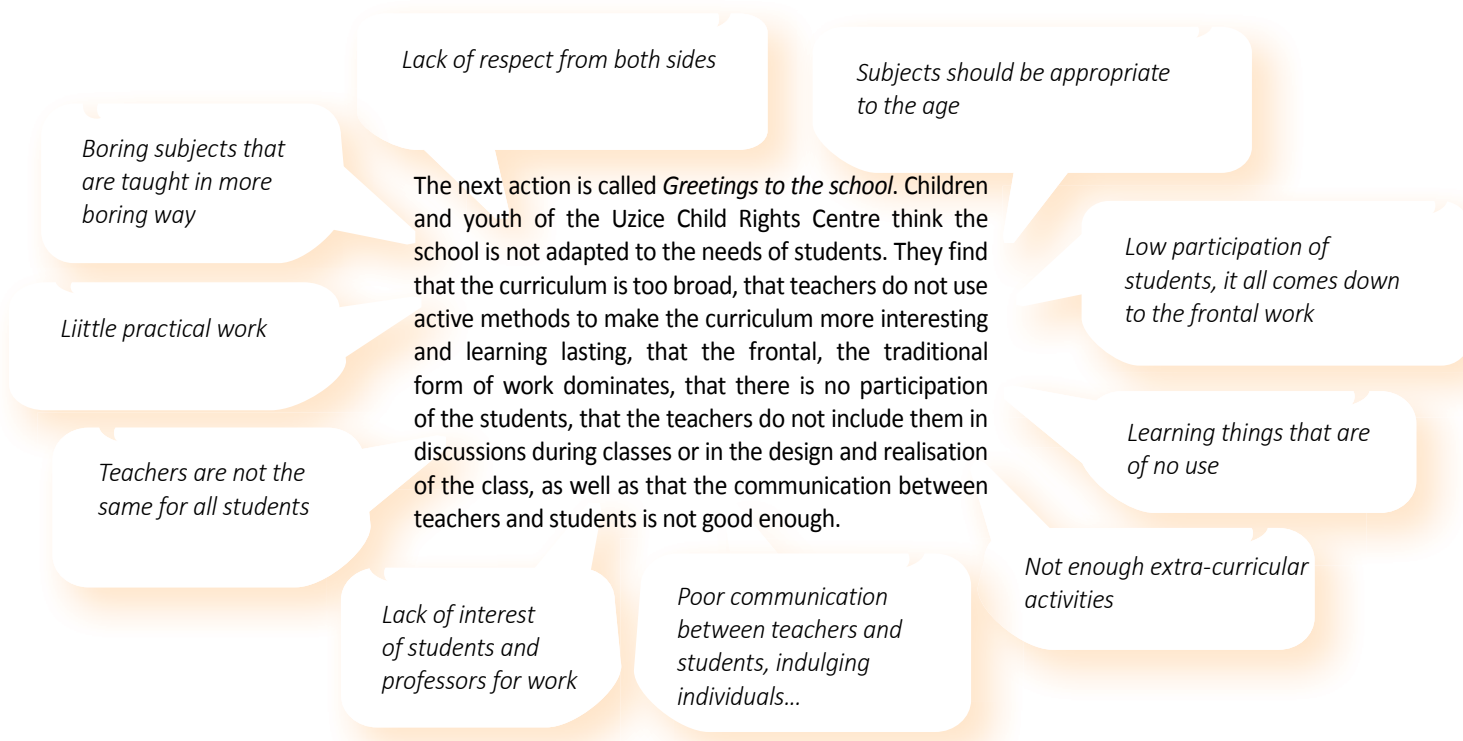 Lack of respect from both sides
Subjects should be appropriate
to the age
Boring subjects that
are taught in more
boring way
The next action is called Greetings to the school. Children
and youth of the Uzice Child Rights Centre think the
school is not adapted to the needs of students. They find
that the curriculum is too broad, that teachers do not use
active methods to make the curriculum more interesting
and learning lasting, that the frontal, the traditional
form of work dominates, that there is no participation
of the students, that the teachers do not include them in
discussions during classes or in the design and realisation
of the class, as well as that the communication between
teachers and students is not good enough.
Low participation of
students, it all comes down
to the frontal work
Liittle practical work
Learning things that are
of no use
Teachers are not the
same for all students
Not enough extra-curricular
activities
Lack of interest
of students and
professors for work
Poor communication
between teachers and
students, indulging
individuals...